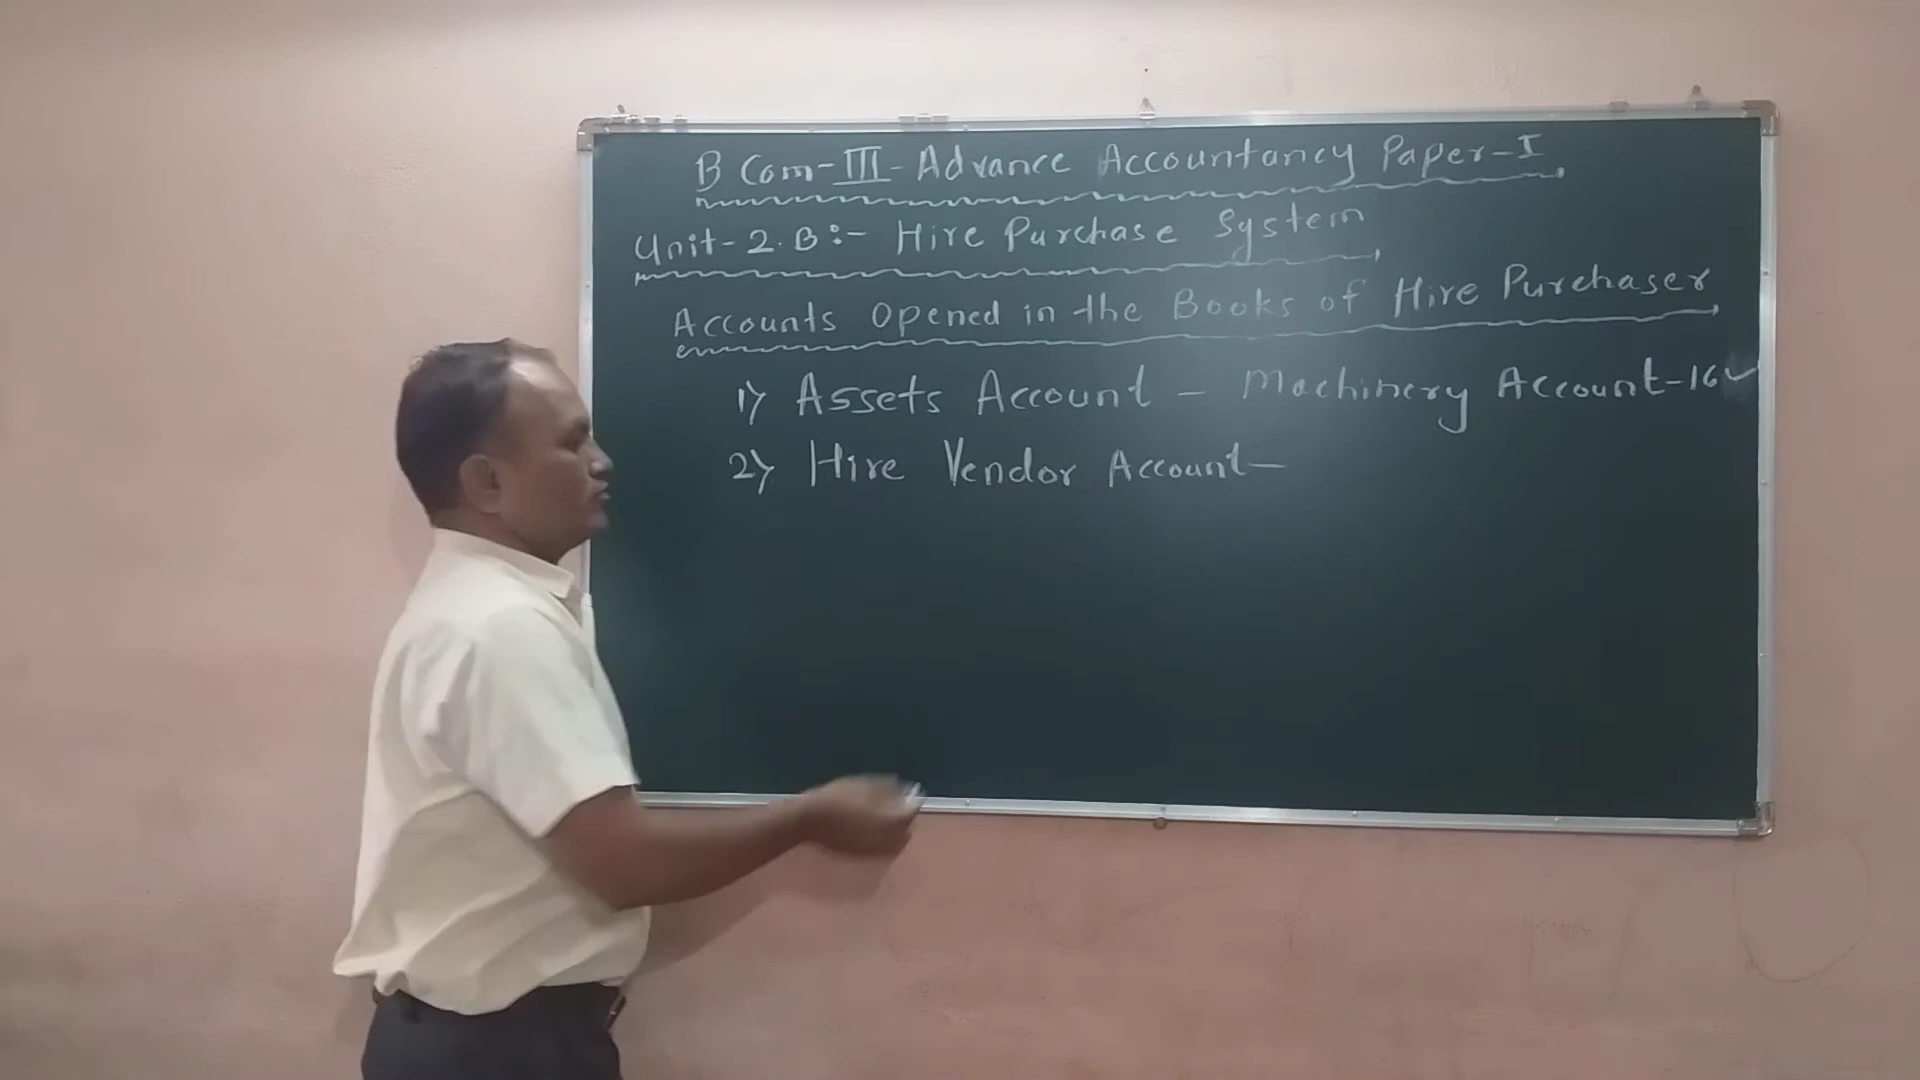 B Com-III-Advance Accountancy Paper-I
Unit-2.B:- Hire Purchase System
Accounts Opened in the Books of Hire Purchaser
1) Assets Account - Machinery Account-16
2) Hire Vendor Account-